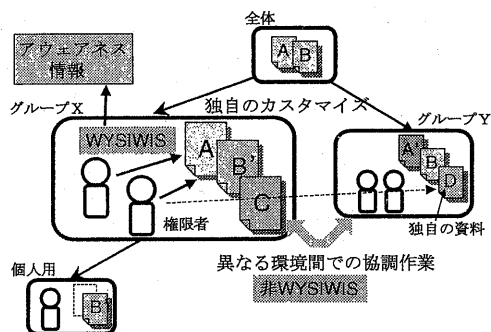 全体
アウェアネス
情報
A
B
グループX
独自のカスタマイズ
グループY
WYSIWIS
A
B'
C
A'
B
D
権限者
独自の資料
個人用
異なる環境間での協調作業
B
非WYSIWIS